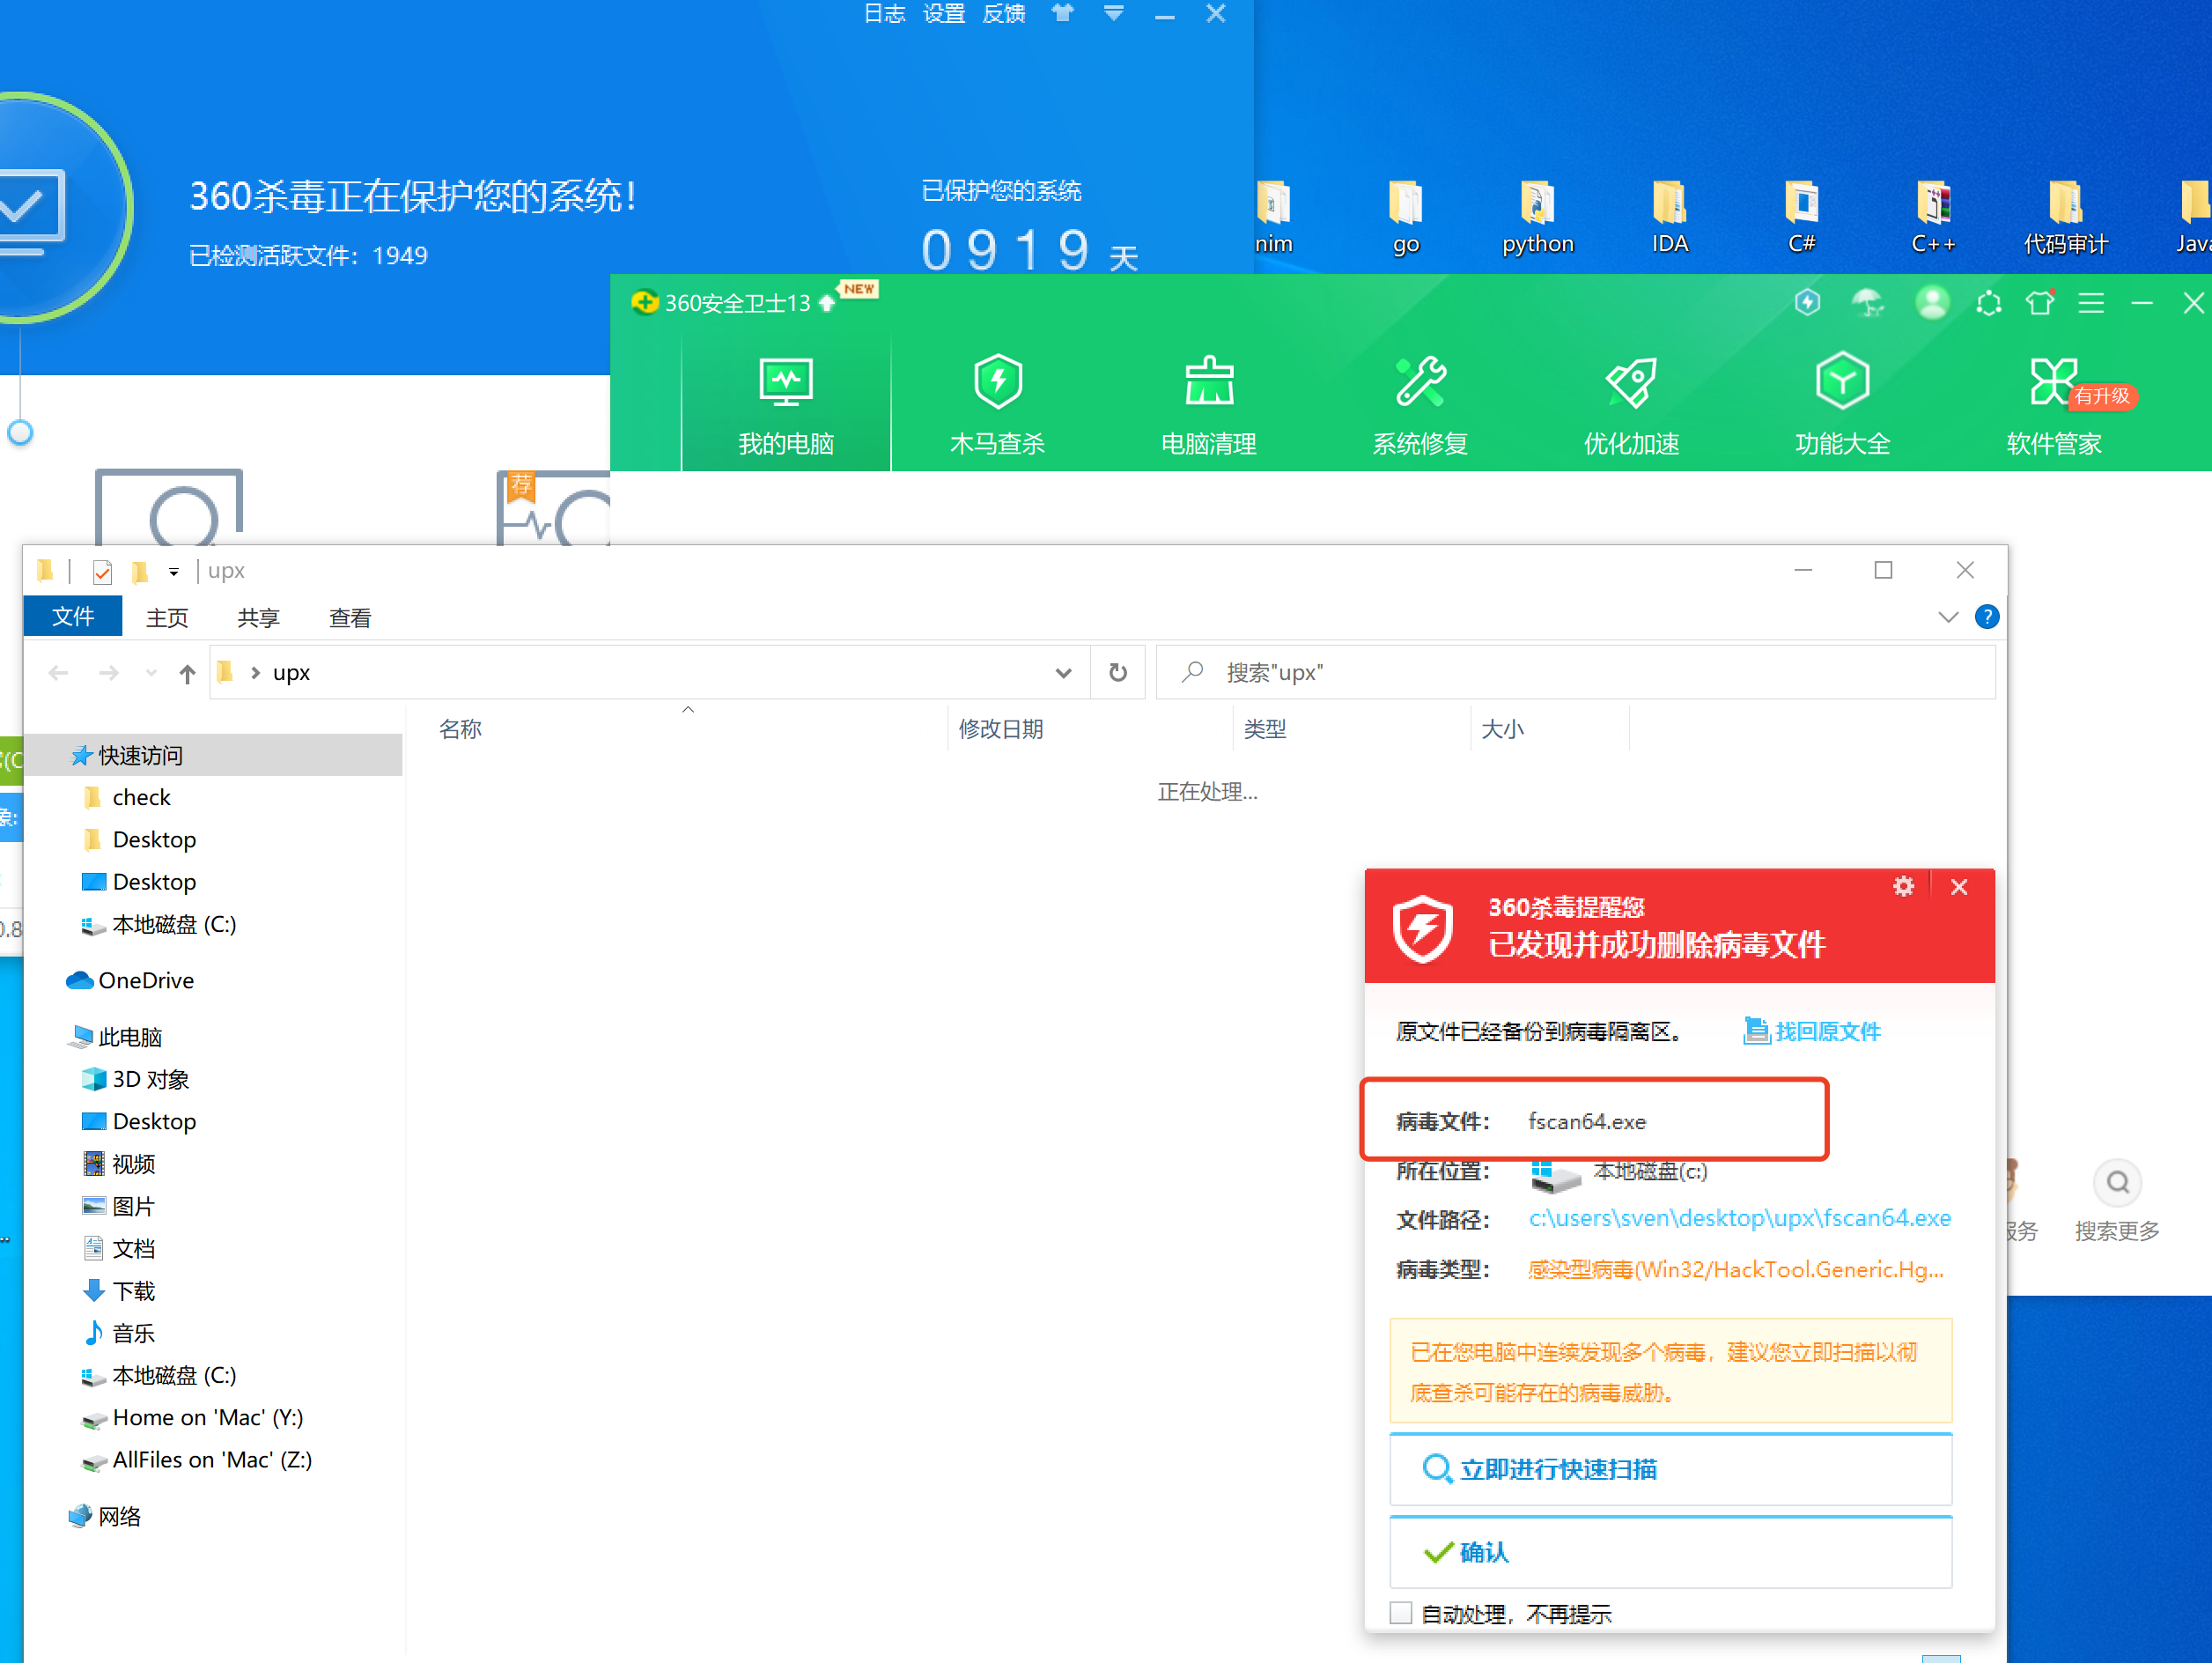 日志 设置 反馈
360杀毒正在保护您的系统!
已检测活跃文件：1949
已保护您的系统
0919 天
nim
go
python
IDA
C#
C++
代码审计
360安全卫士13
NEW
我的电脑
木马查杀
电脑清理
系统修复
优化加速
功能大全
软件管家
有升级
荐
upx
文件
主页
共享
查看
upx
搜索"upx"
名称
修改日期
类型
大小
正在处理...
快速访问
check
Desktop
Desktop
本地磁盘 (C:)
OneDrive
此电脑
3D 对象
Desktop
视频
图片
文档
下载
音乐
本地磁盘 (C:)
Home on 'Mac' (Y:)
AllFiles on 'Mac' (Z:)
网络
360杀毒提醒您
已发现并成功删除病毒文件
原文件已经备份到病毒隔离区。
找回原文件
病毒文件： fscan64.exe
所在位置： 本地磁盘(c:)
文件路径： c:\users\sven\desktop\upx\fscan64.exe
病毒类型： 感染型病毒(Win32/HackTool.Generic.Hg...
已在您电脑中连续发现多个病毒，建议您立即扫描以彻
底查杀可能存在的病毒威胁。
立即进行快速扫描
确认
自动处理，不再提示
搜索更多